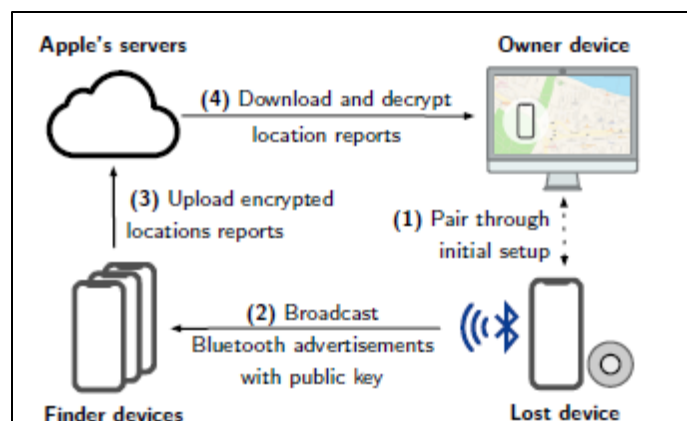 Apple's servers
Owner device
(4) Download and decrypt
location reports
(3) Upload encrypted
locations reports
(1) Pair through
initial setup
(2) Broadcast
Bluetooth advertisements
with public key
Finder devices
Lost device